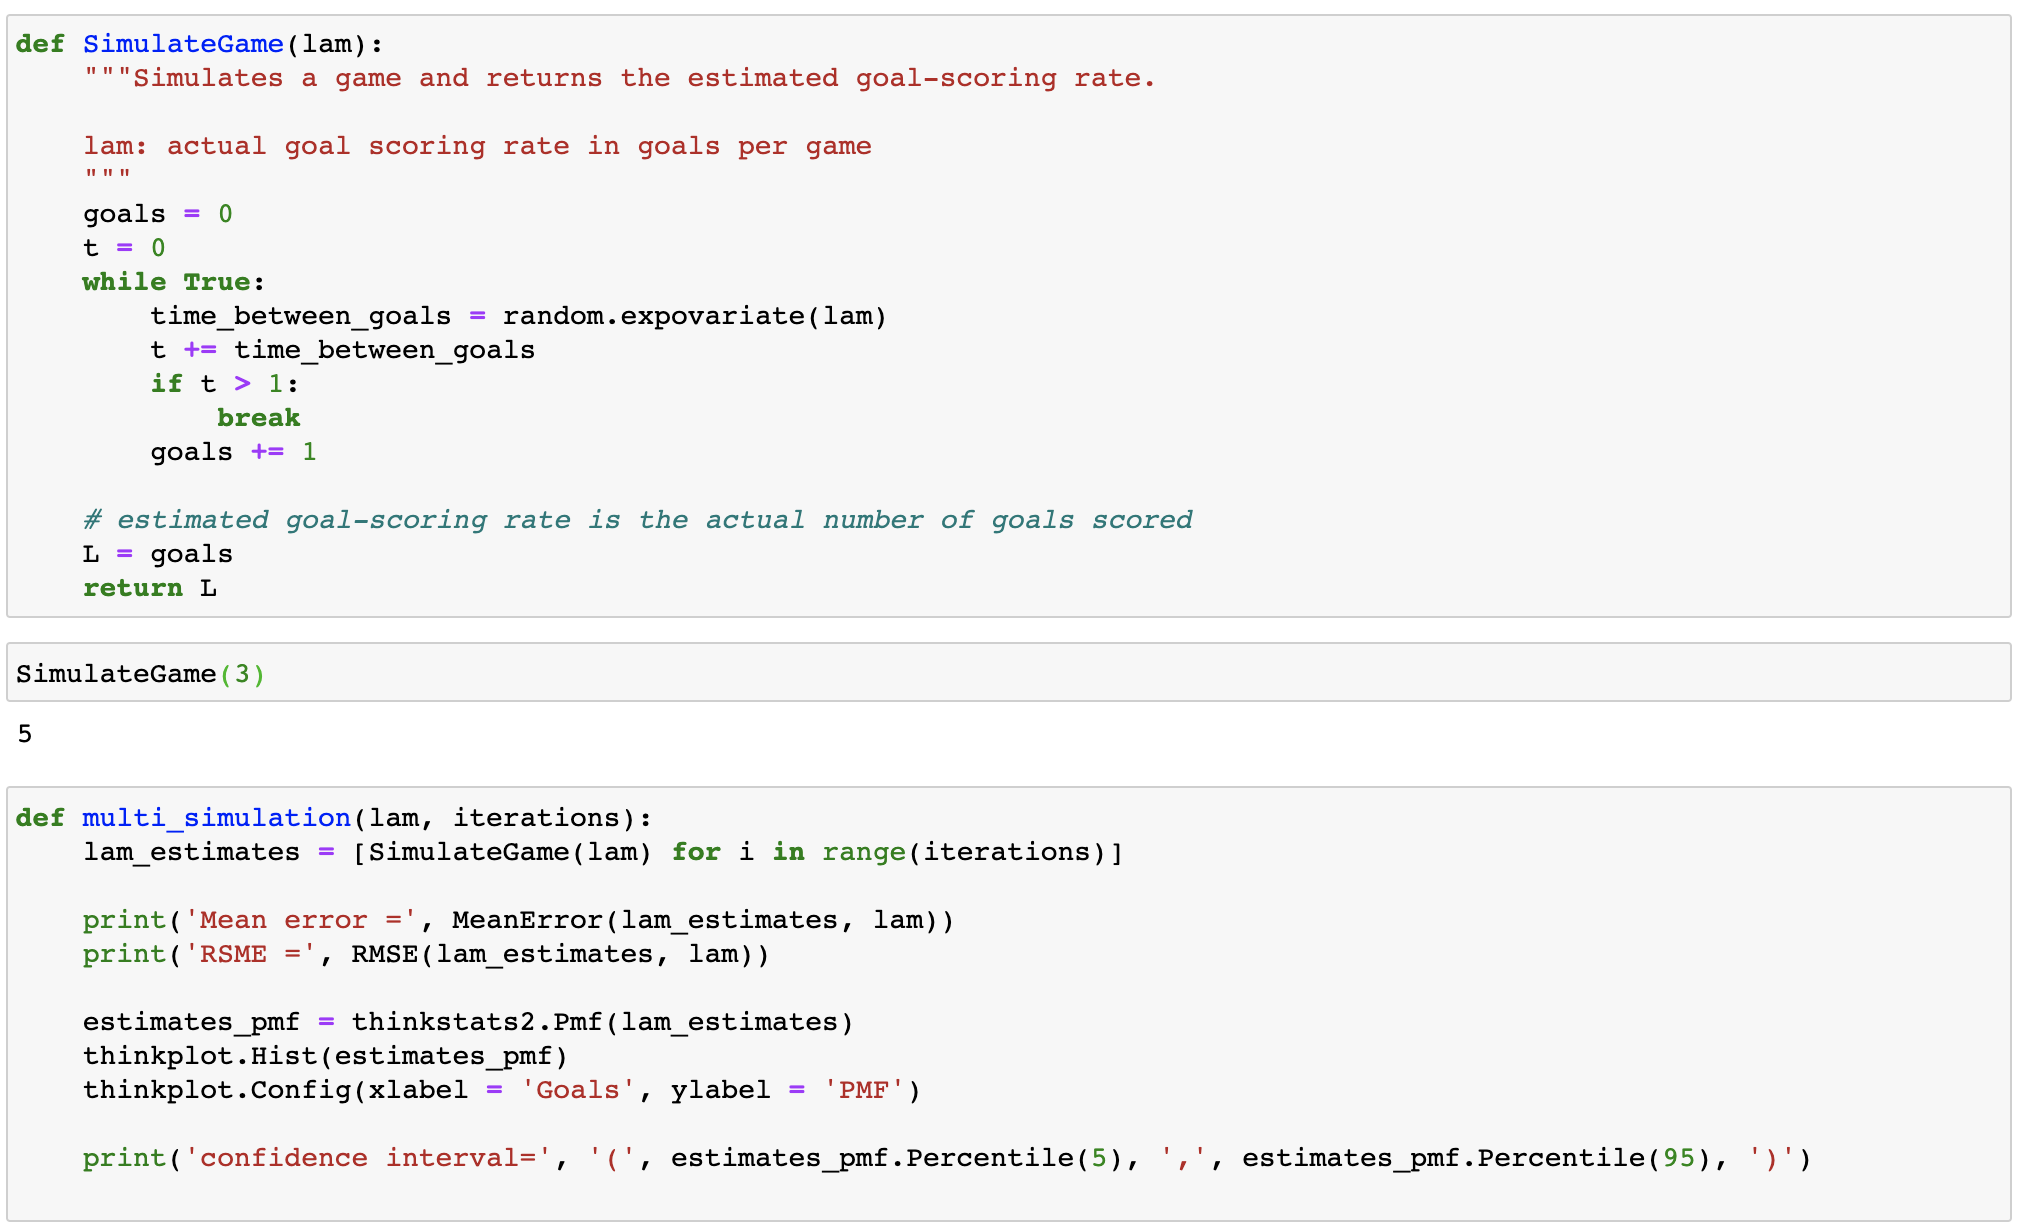 def SimulateGame(lam):
    """Simulates a game and returns the estimated goal-scoring rate.

    lam: actual goal scoring rate in goals per game
    """
    goals = 0
    t = 0
    while True:
        time_between_goals = random.expovariate(lam)
        t += time_between_goals
        if t > 1:
            break
        goals += 1

    # estimated goal-scoring rate is the actual number of goals scored
    L = goals
    return L
SimulateGame(3)
5
def multi_simulation(lam, iterations):
    lam_estimates = [SimulateGame(lam) for i in range(iterations)]

    print('Mean error =', MeanError(lam_estimates, lam))
    print('RSME =', RMSE(lam_estimates, lam))

    estimates_pmf = thinkstats2.Pmf(lam_estimates)
    thinkplot.Hist(estimates_pmf)
    thinkplot.Config(xlabel = 'Goals', ylabel = 'PMF')

    print('confidence interval=', '(', estimates_pmf.Percentile(5), ',', estimates_pmf.Percentile(95), ')')